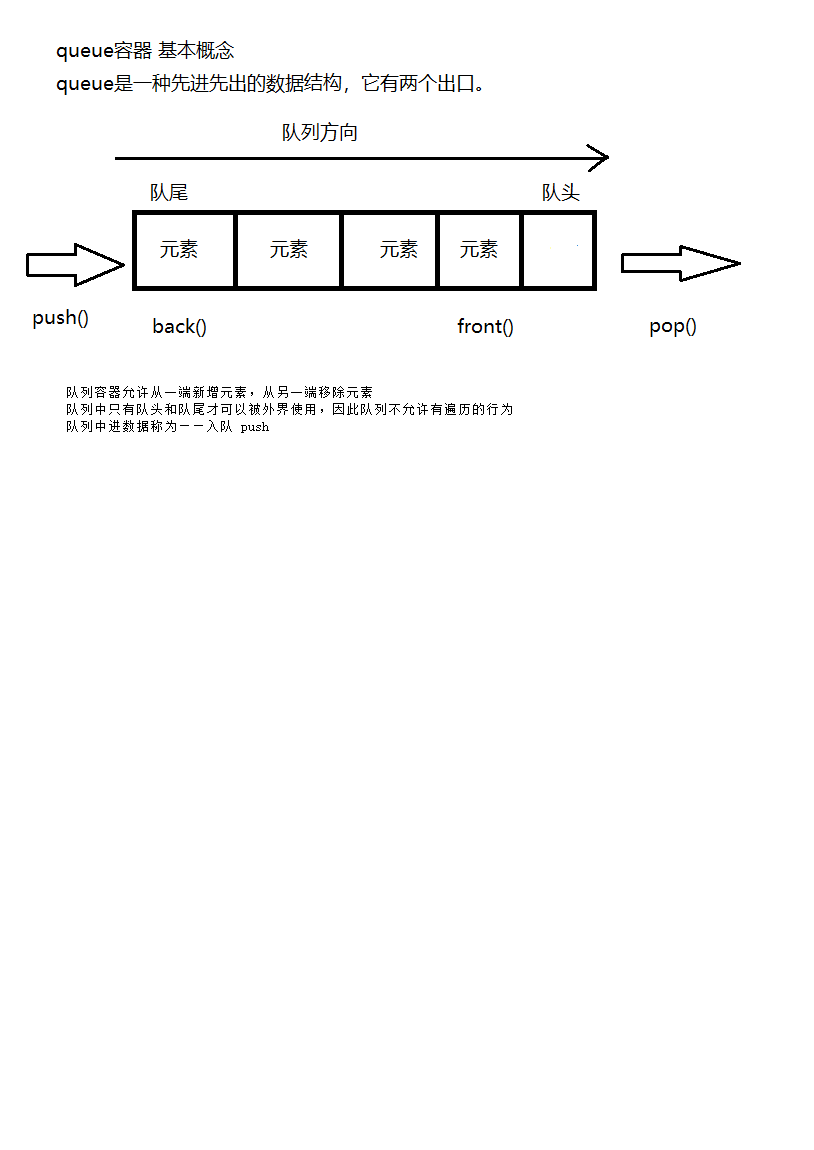 queue容器 基本概念
queue是一种先进先出的数据结构，它有两个出口。
队列方向
队尾 队头
元素 元素 元素 元素
push() back() front() pop()
队列容器允许从一端新增元素，从另一端移除元素
队列中只有队头和队尾才可以被外界使用，因此队列不允许有遍历的行为
队列中进数据称为——入队 push